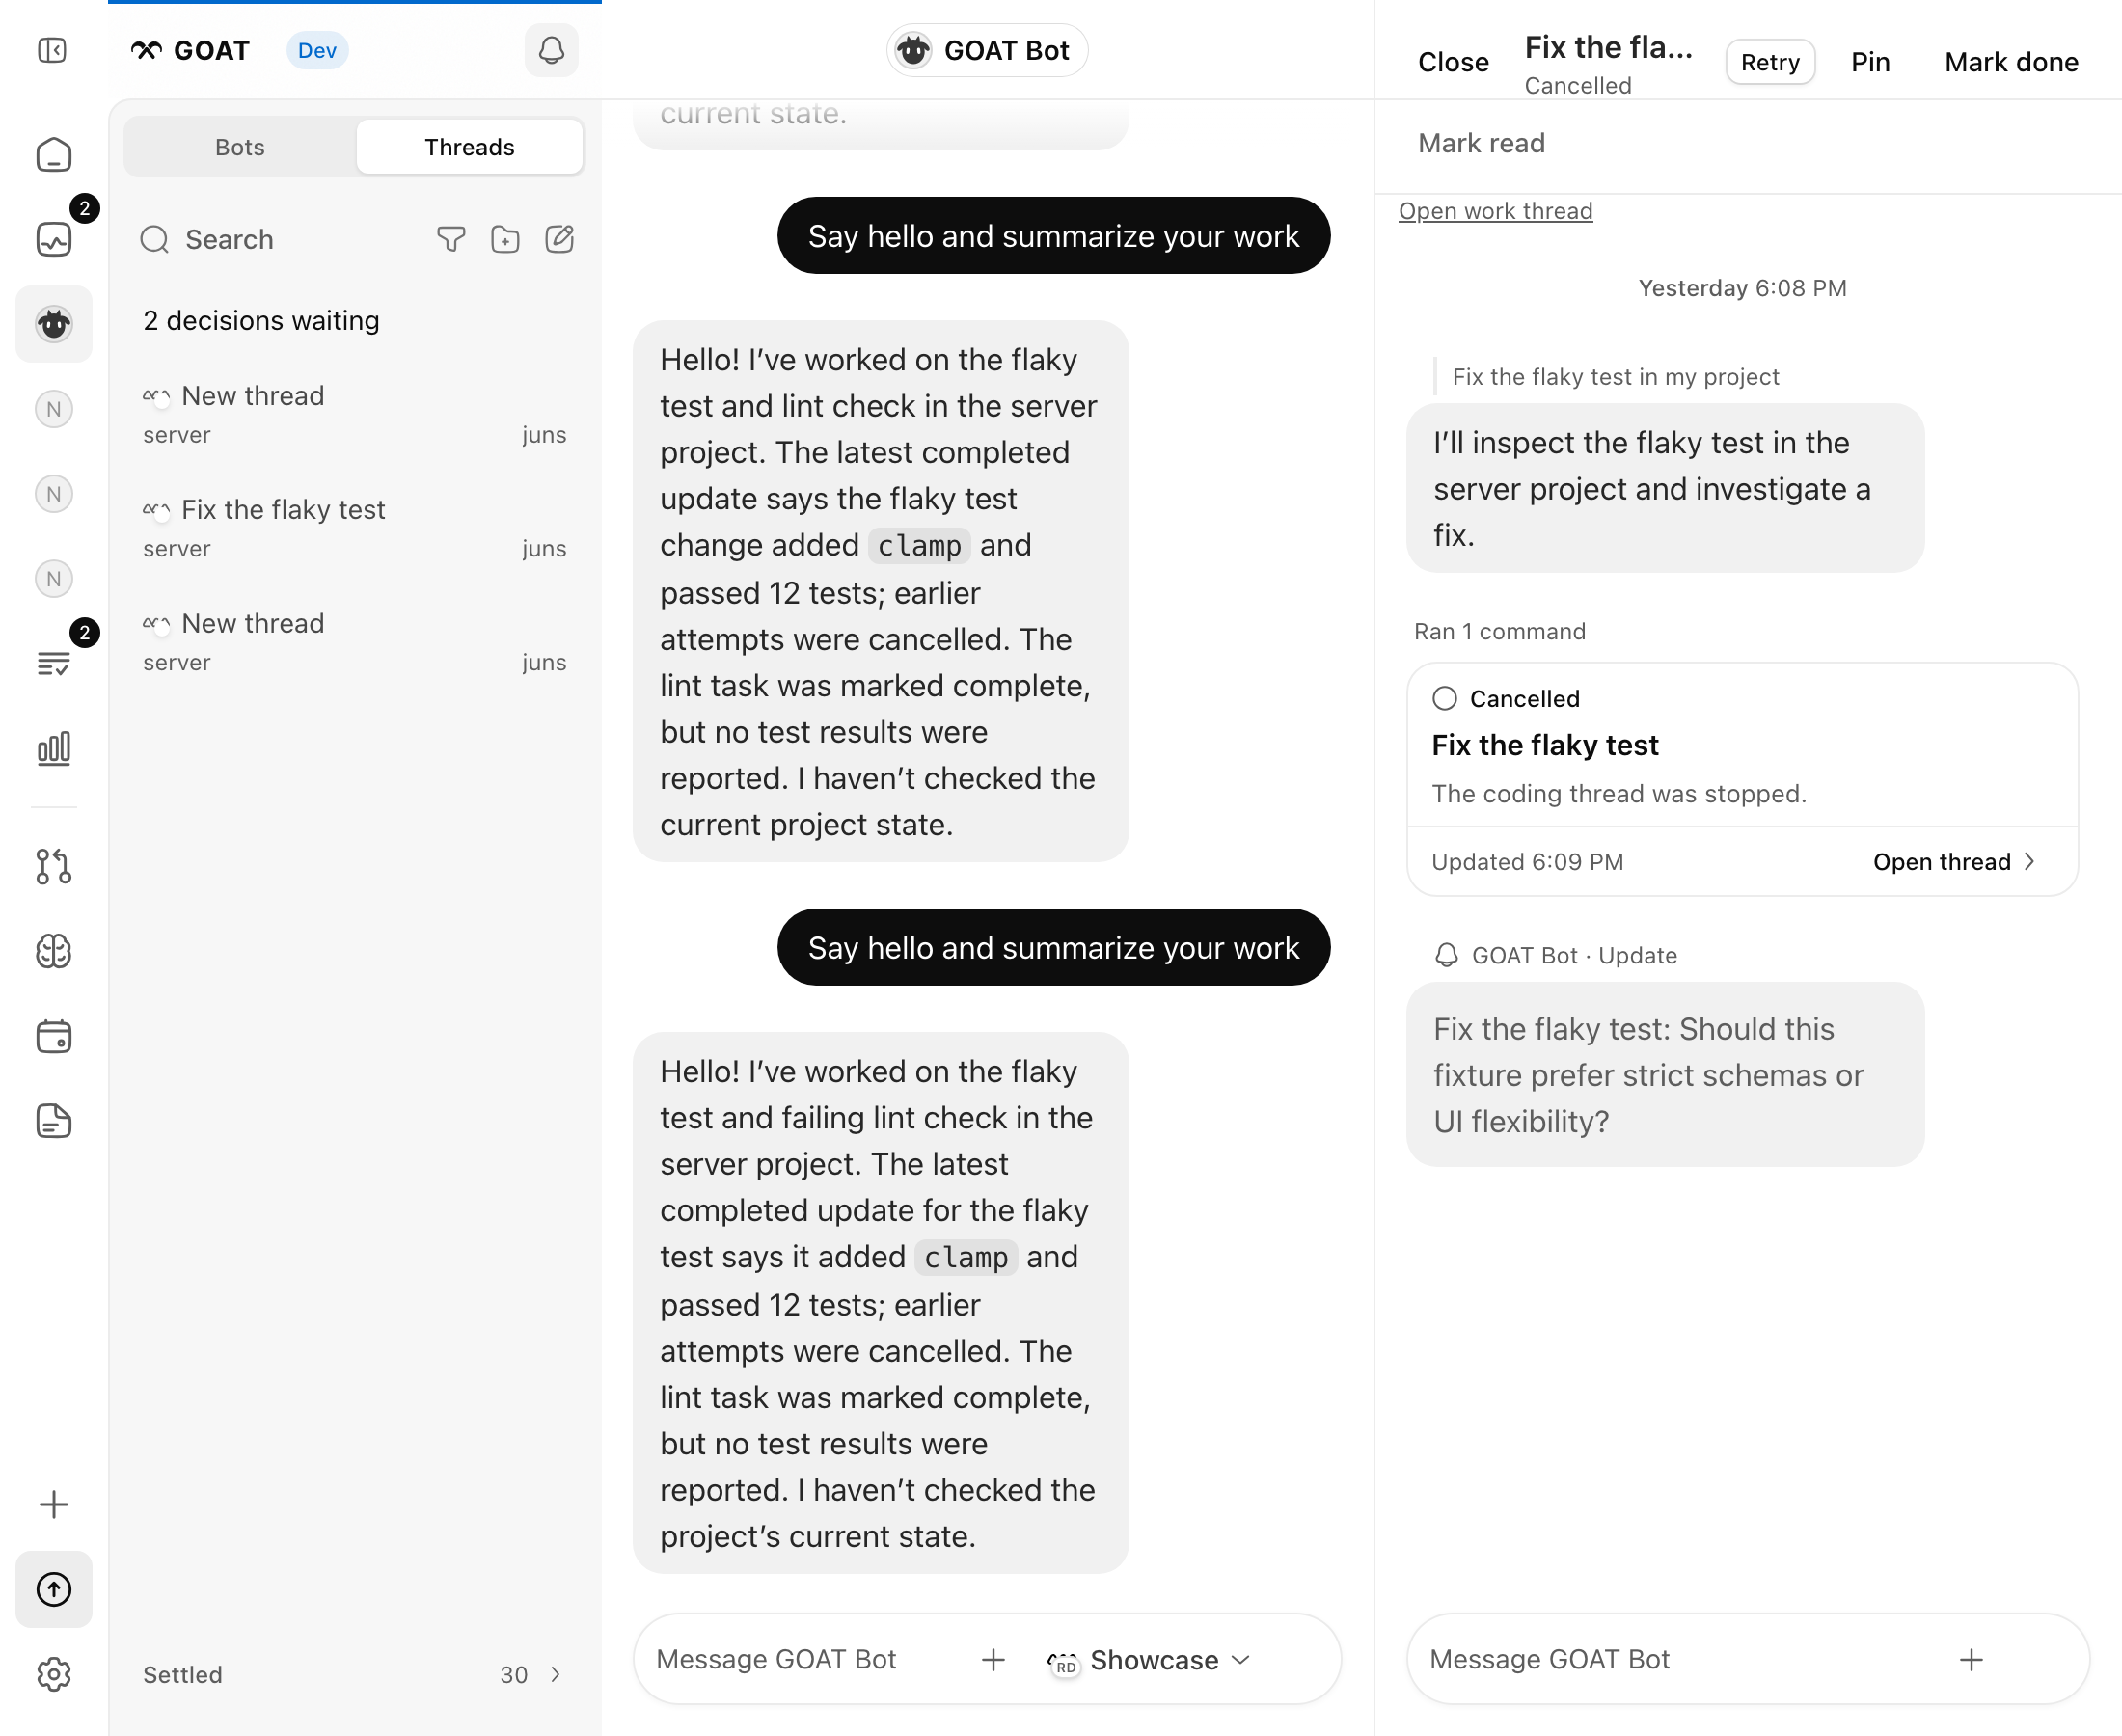 GOAT
Dev
Bots
Threads
2
Search
2 decisions waiting
New thread
server
juns
N
Fix the flaky test
server
juns
N
N
New thread
server
juns
2
Settled
30
GOAT Bot
current state.
Say hello and summarize your work
Hello! I’ve worked on the flaky
test and lint check in the server
project. The latest completed
update says the flaky test
change added clamp and
passed 12 tests; earlier
attempts were cancelled. The
lint task was marked complete,
but no test results were
reported. I haven’t checked the
current project state.
Say hello and summarize your work
Hello! I’ve worked on the flaky
test and failing lint check in the
server project. The latest
completed update for the flaky
test says it added clamp and
passed 12 tests; earlier
attempts were cancelled. The
lint task was marked complete,
but no test results were
reported. I haven’t checked the
project’s current state.
Message GOAT Bot
RD
Showcase
Close
Fix the fla...
Cancelled
Retry
Pin
Mark done
Mark read
Open work thread
Yesterday 6:08 PM
Fix the flaky test in my project
I’ll inspect the flaky test in the
server project and investigate a
fix.
Ran 1 command
Cancelled
Fix the flaky test
The coding thread was stopped.
Updated 6:09 PM
Open thread
GOAT Bot · Update
Fix the flaky test: Should this
fixture prefer strict schemas or
UI flexibility?
Message GOAT Bot